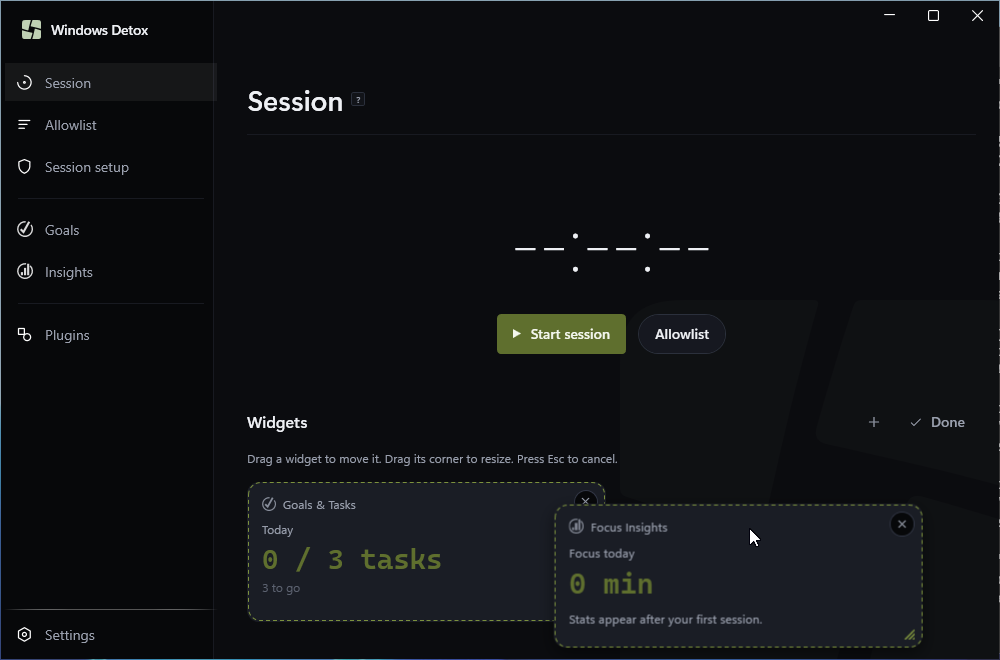 Windows Detox
Session
Allowlist
Session setup
Goals
Insights
Plugins
Settings
Session ?
– – : – – : – –
Start session
Allowlist
Widgets
+
Done
Drag a widget to move it. Drag its corner to resize. Press Esc to cancel.
Goals & Tasks
Today
0 / 3 tasks
3 to go
Focus Insights
Focus today
0 min
Stats appear after your first session.